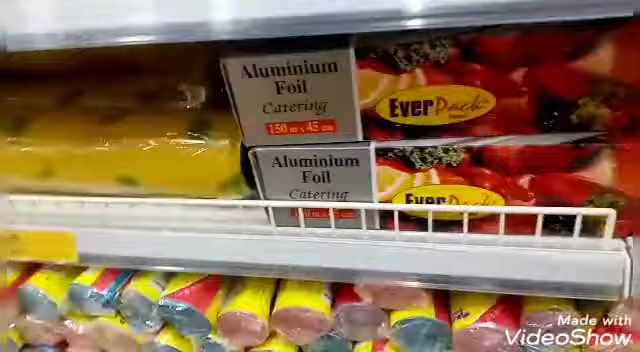 Aluminium
Foil
Catering
150 m x 45 cm
EverPack
Aluminium
Foil
Catering
EverPack
Made with
VideoShow